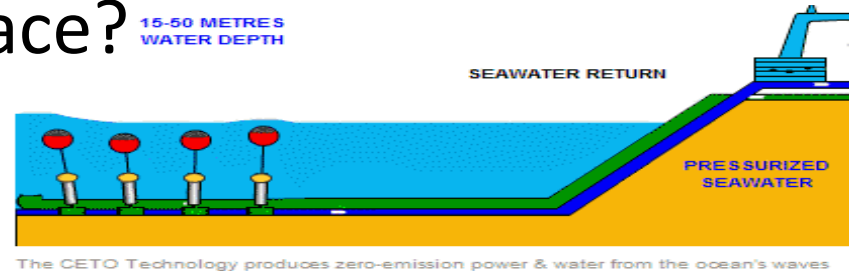 ace?
15-50 METRES
WATER DEPTH
SEAWATER RETURN
PRESSURIZED
SEAWATER
The CETO Technology produces zero-emission power & water from the ocean's waves